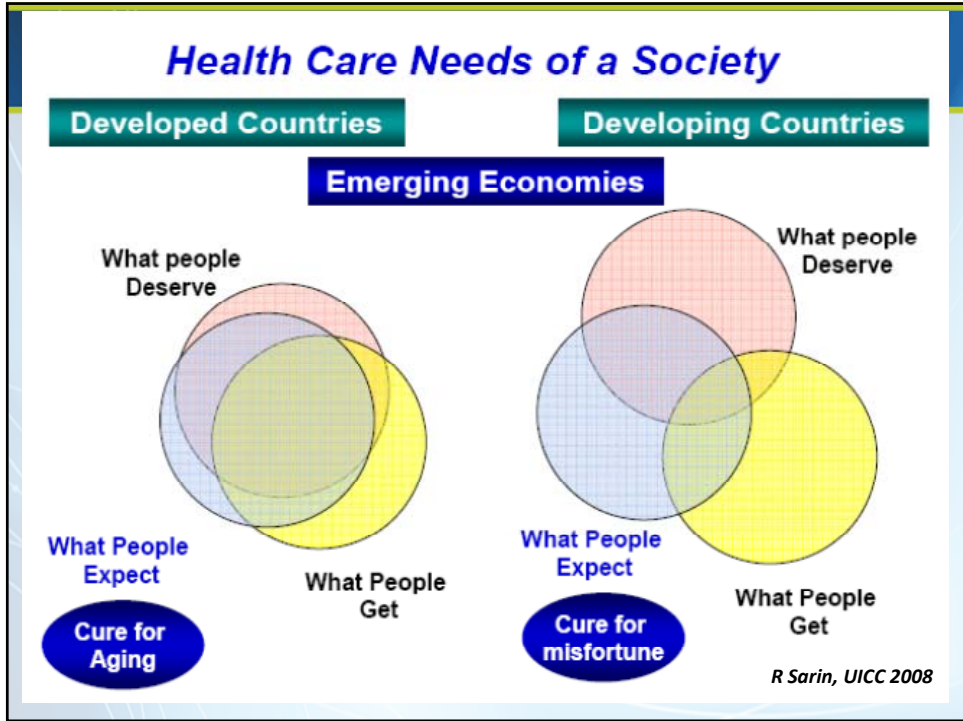 Health Care Needs of a Society
Developed Countries
Developing Countries
Emerging Economies
What people
Deserve
What People
Expect
What People
Get
Cure for
Aging
What people
Deserve
What People
Expect
What People
Get
Cure for
misfortune
R Sarin, UICC 2008